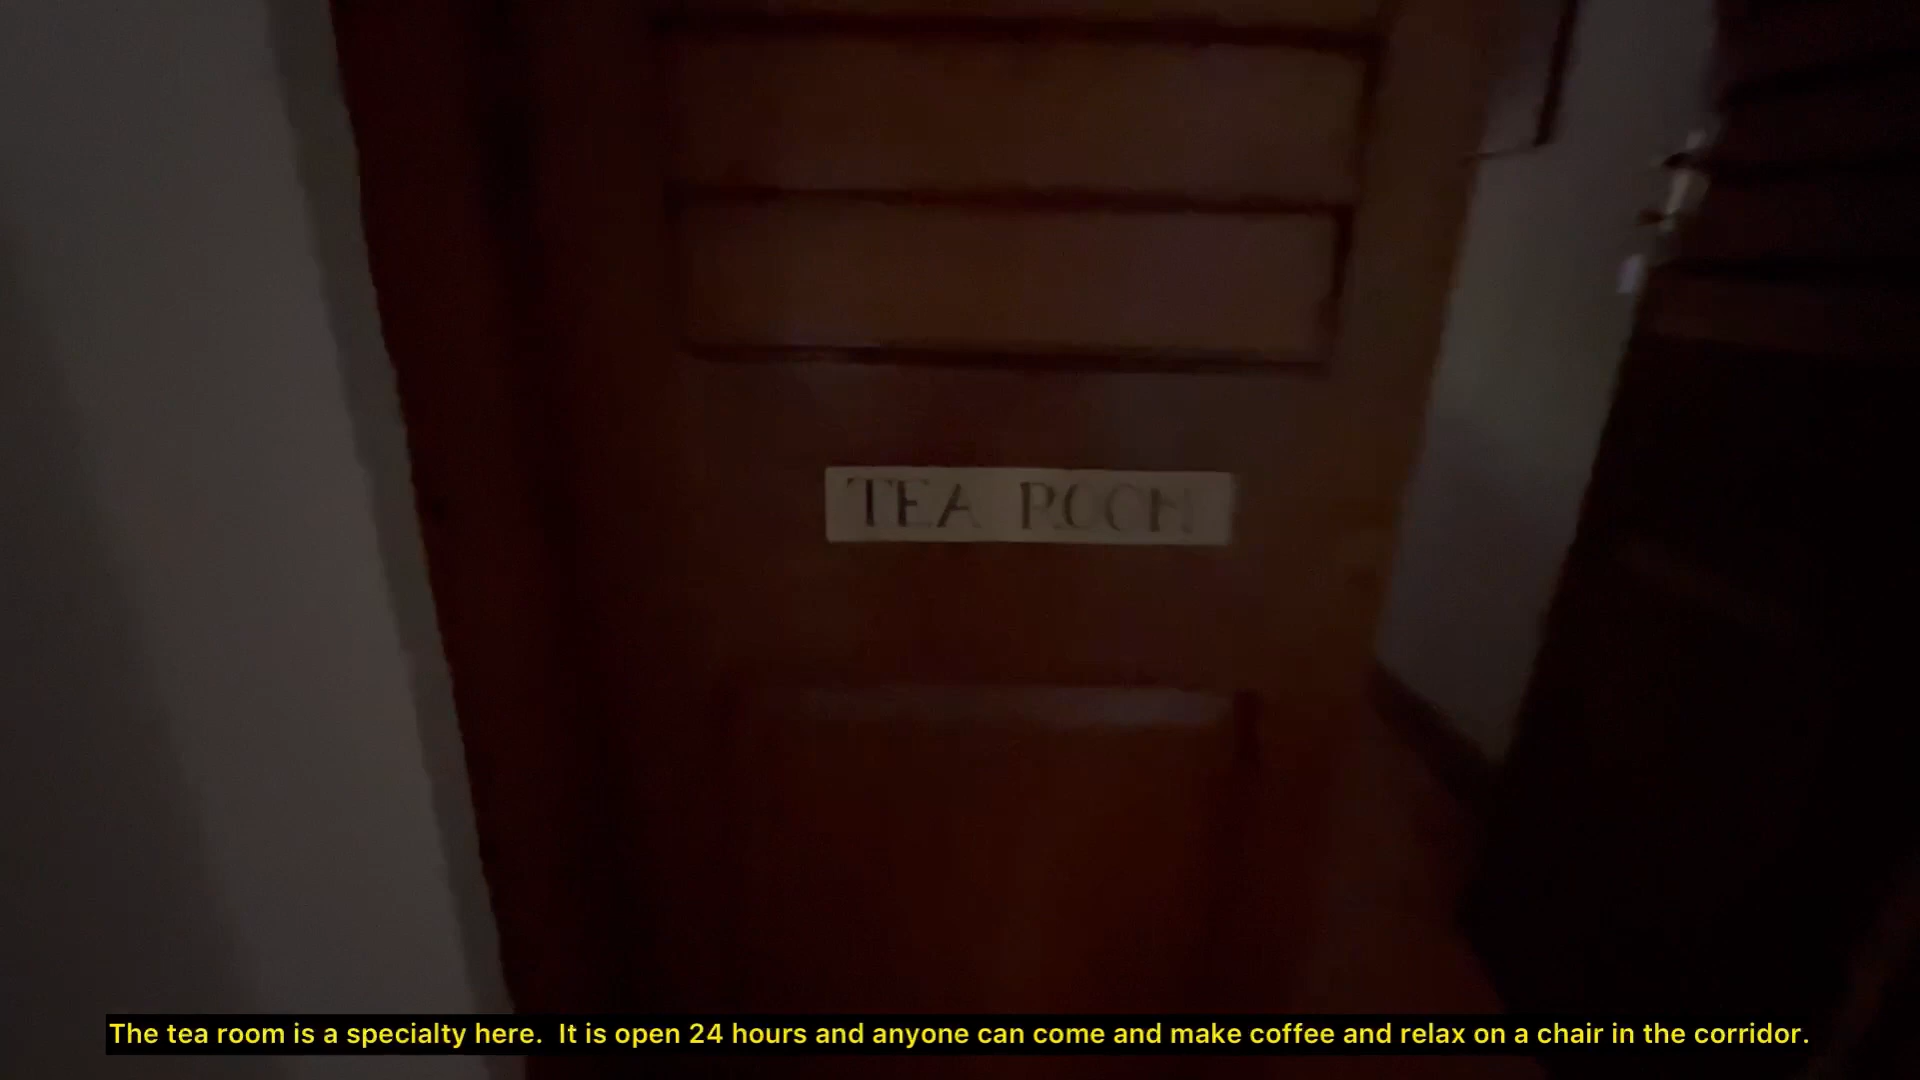 TEA ROOM
The tea room is a specialty here.  It is open 24 hours and anyone can come and make coffee and relax on a chair in the corridor.